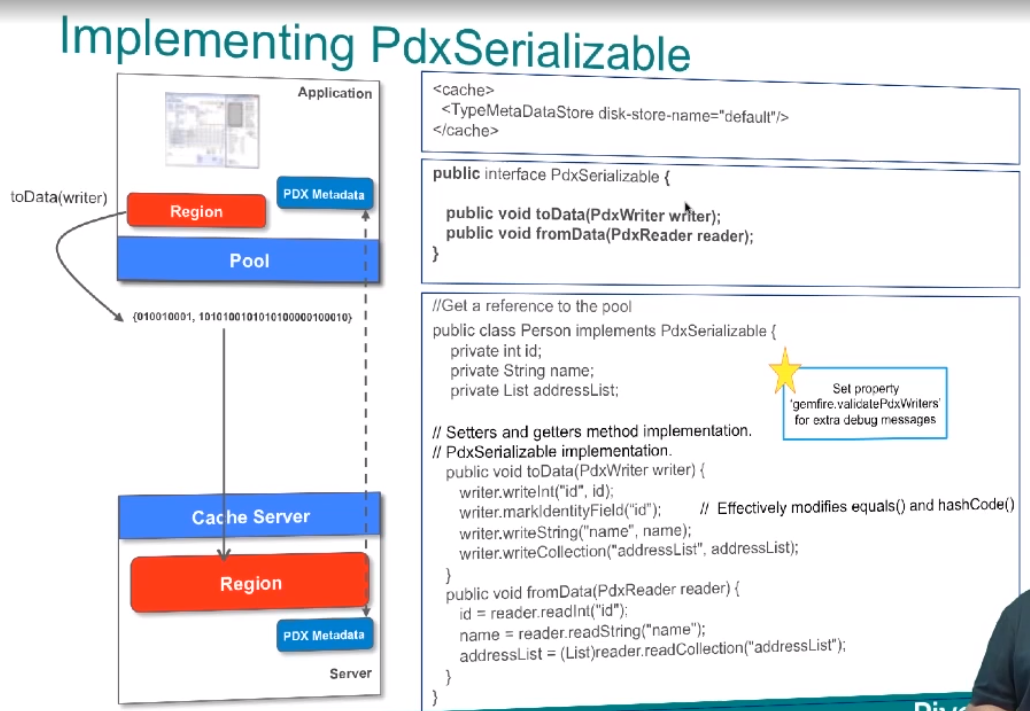 Implementing PdxSerializable
Application
toData(writer)
PDX Metadata
Region
Pool
{010010001, 1010100101010100000100010}
Cache Server
Region
PDX Metadata
Server
<cache>
<TypeMetaDataStore disk-store-name="default"/>
</cache>
public interface PdxSerializable {
public void toData(PdxWriter writer);
public void fromData(PdxReader reader);
}
//Get a reference to the pool
public class Person implements PdxSerializable {
private int id;
private String name;
private List addressList;
Set property
'gemfire.validatePdxWriters'
for extra debug messages
// Setters and getters method implementation.
// PdxSerializable implementation.
public void toData(PdxWriter writer) {
writer.writeInt("id", id);
writer.markIdentityField("id"); // Effectively modifies equals() and hashCode()
writer.writeString("name", name);
writer.writeCollection("addressList", addressList);
}
public void fromData(PdxReader reader) {
id = reader.readInt("id");
name = reader.readString("name");
addressList = (List)reader.readCollection("addressList");
}
}